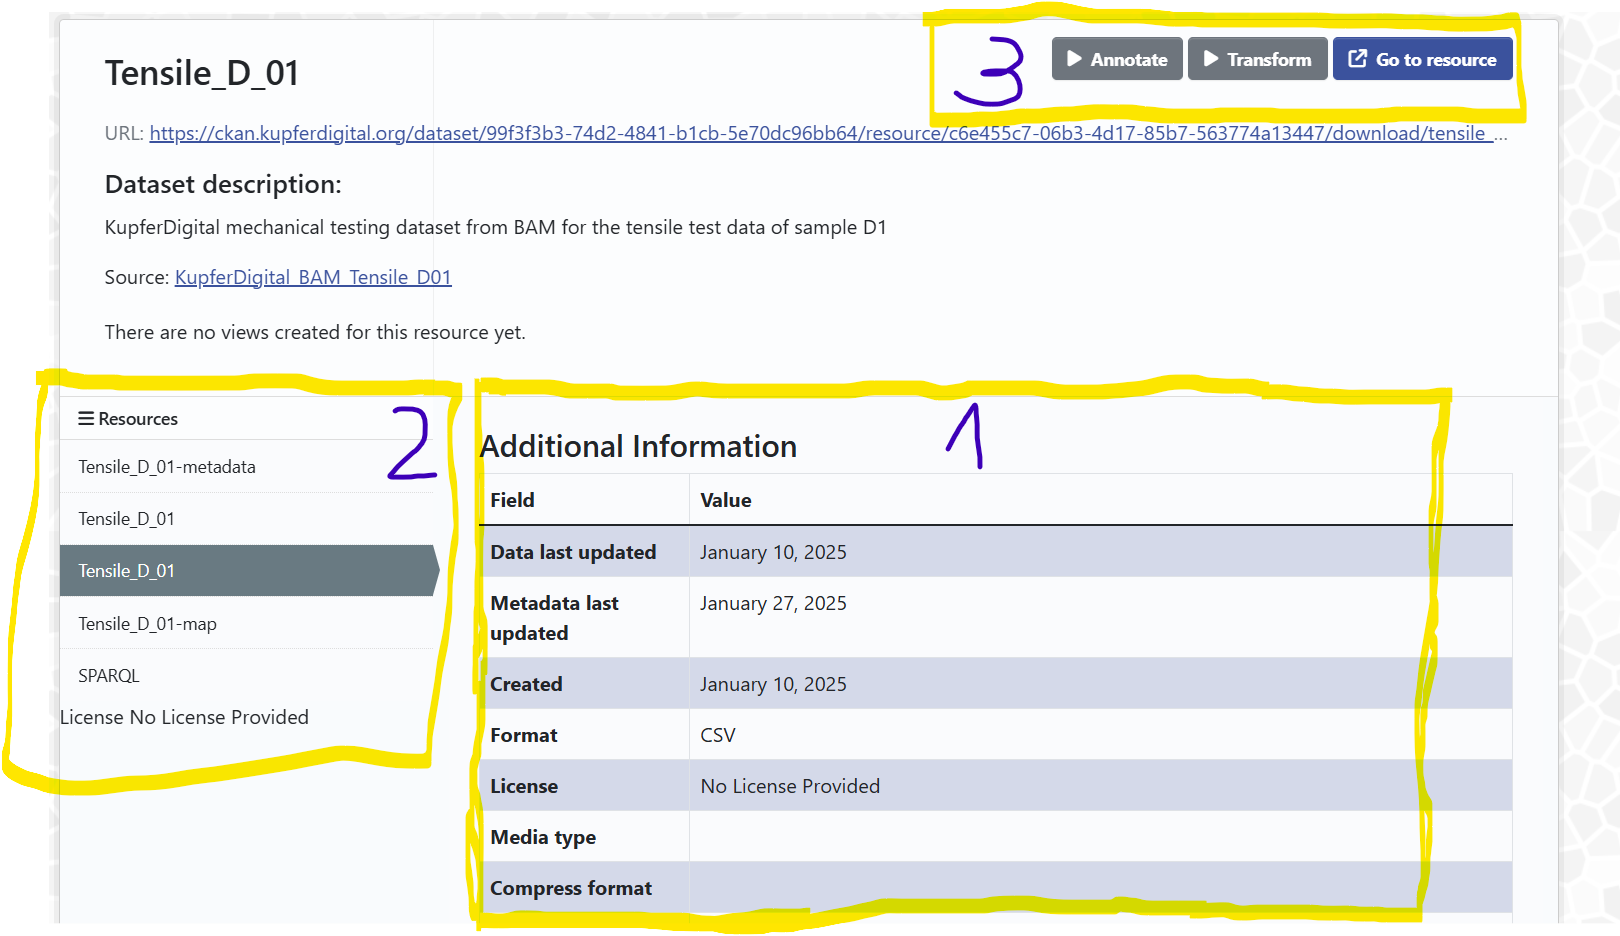 Tensile_D_01
3
Annotate
Transform
Go to resource
URL: https://ckan.kupferdigital.org/dataset/99f3f3b3-74d2-4841-b1cb-5e70dc96bb64/resource/c6e455c7-06b3-4d17-85b7-563774a13447/download/tensile_...
Dataset description:
KupferDigital mechanical testing dataset from BAM for the tensile test data of sample D1
Source: KupferDigital_BAM_Tensile_D01
There are no views created for this resource yet.
Resources
2
Tensile_D_01-metadata
Tensile_D_01
Tensile_D_01
Tensile_D_01-map
SPARQL
License No License Provided
1
Additional Information
Field Value
Data last updated January 10, 2025
Metadata last updated January 27, 2025
Created January 10, 2025
Format CSV
License No License Provided
Media type
Compress format